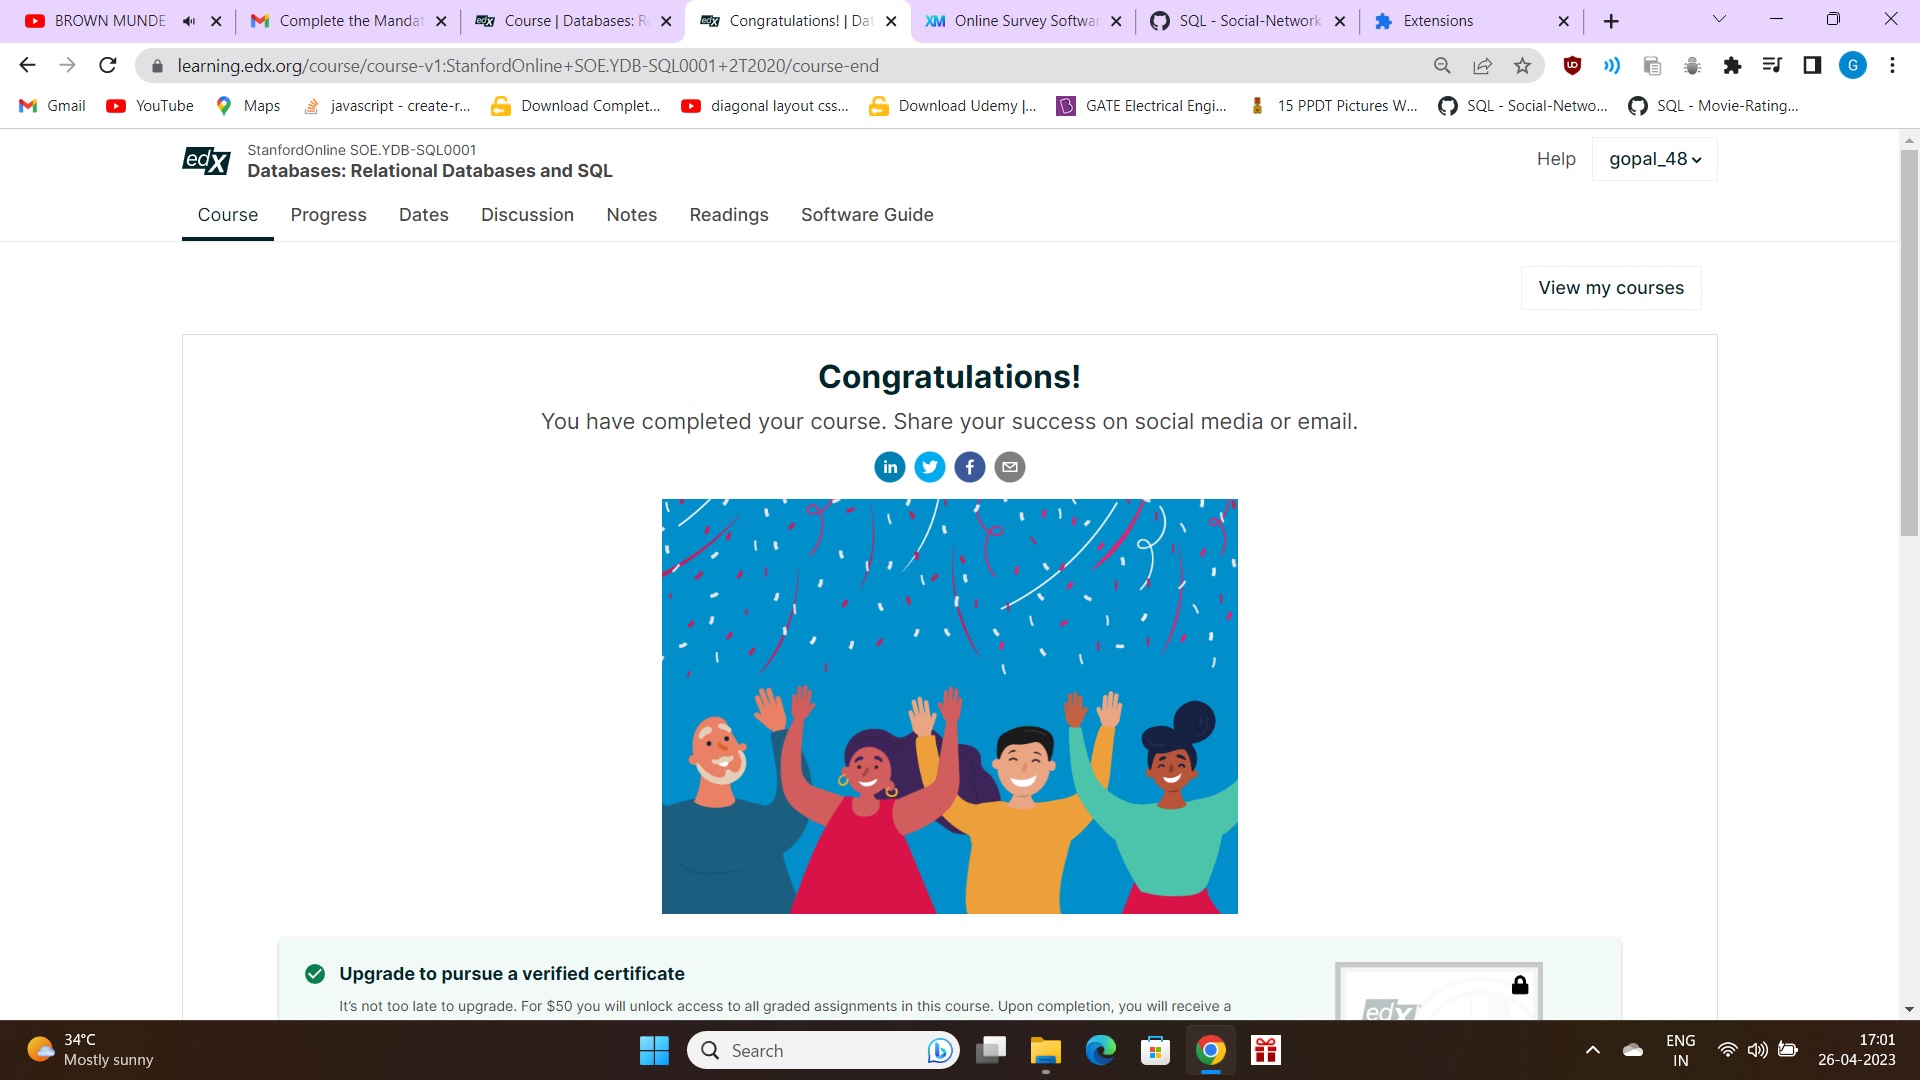 BROWN MUNDE
Complete the Mandat
Course | Databases: R
Congratulations! | Dat
Online Survey Softwar
SQL - Social-Network
Extensions
learning.edx.org/course/course-v1:StanfordOnline+SOE.YDB-SQL0001+2T2020/course-end
G
Gmail
YouTube
Maps
javascript - create-r...
Download Complet...
diagonal layout css...
Download Udemy |...
GATE Electrical Engi...
15 PPDT Pictures W...
SQL - Social-Netwo...
SQL - Movie-Rating...
edX
StanfordOnline SOE.YDB-SQL0001
Databases: Relational Databases and SQL
Help
gopal_48
Course
Progress
Dates
Discussion
Notes
Readings
Software Guide
View my courses
Congratulations!
You have completed your course. Share your success on social media or email.
Upgrade to pursue a verified certificate
It's not too late to upgrade. For $50 you will unlock access to all graded assignments in this course. Upon completion, you will receive a
edX
34°C
Mostly sunny
Search
ENG
IN
17:01
26-04-2023